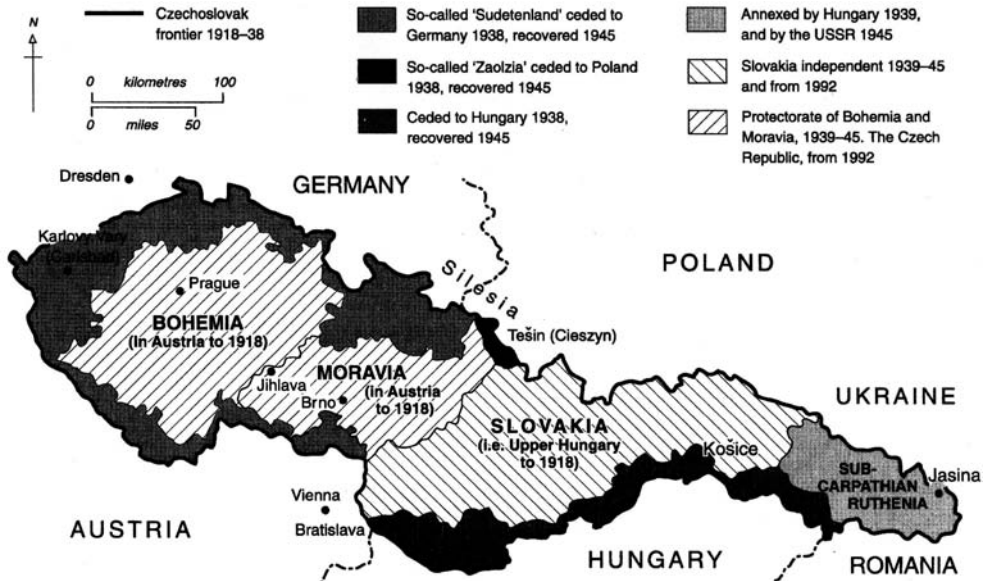 N
Czechoslovak
frontier 1918–38
0 kilometres 100
0 miles 50
So-called 'Sudetenland' ceded to
Germany 1938, recovered 1945
So-called 'Zaolzia' ceded to Poland
1938, recovered 1945
Ceded to Hungary 1938,
recovered 1945
Annexed by Hungary 1939,
and by the USSR 1945
Slovakia independent 1939–45
and from 1992
Protectorate of Bohemia and
Moravia, 1939–45. The Czech
Republic, from 1992
Dresden
GERMANY
Karlovy Vary
(Carlsbad)
Prague
Silesia
POLAND
BOHEMIA
(In Austria to 1918)
Tešin (Cieszyn)
Jihlava
MORAVIA
(in Austria
to 1918)
Brno
UKRAINE
SLOVAKIA
(i.e. Upper Hungary
to 1918)
Košice
SUB-
CARPATHIAN
RUTHENIA
Jasina
Vienna
Bratislava
AUSTRIA
HUNGARY
ROMANIA